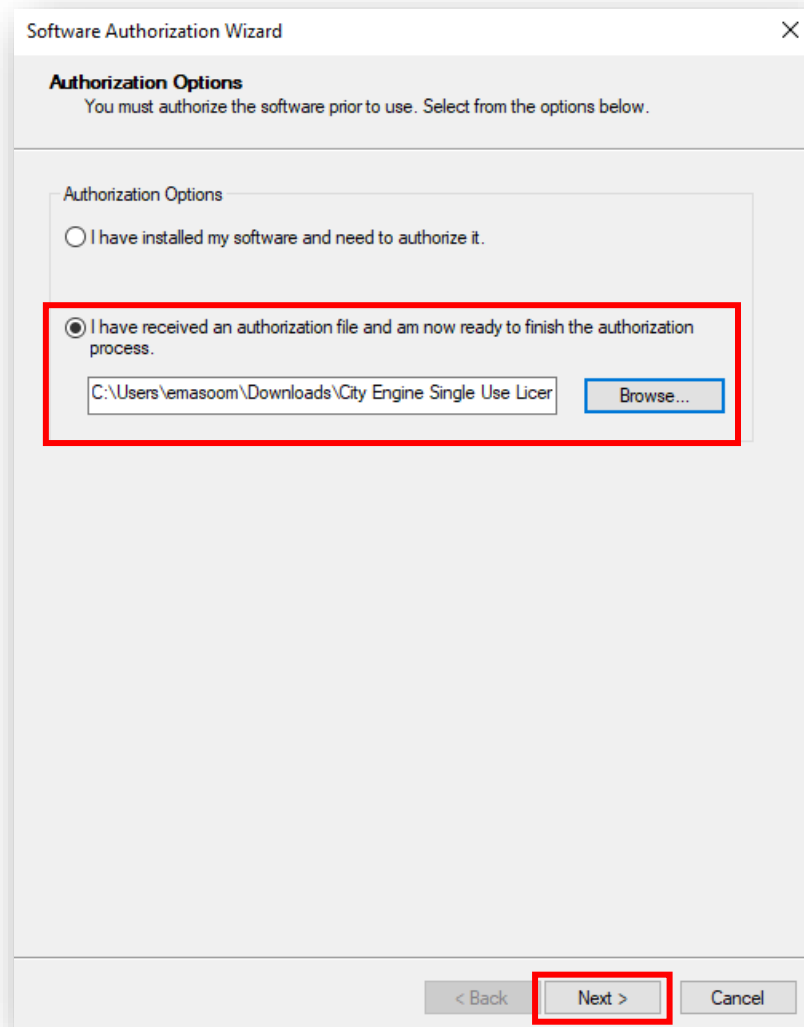 Software Authorization Wizard
Authorization Options
You must authorize the software prior to use. Select from the options below.
Authorization Options
I have installed my software and need to authorize it.
I have received an authorization file and am now ready to finish the authorization
process.
C:\Users\emasoom\Downloads\City Engine Single Use Licer
Browse...
< Back
Next >
Cancel